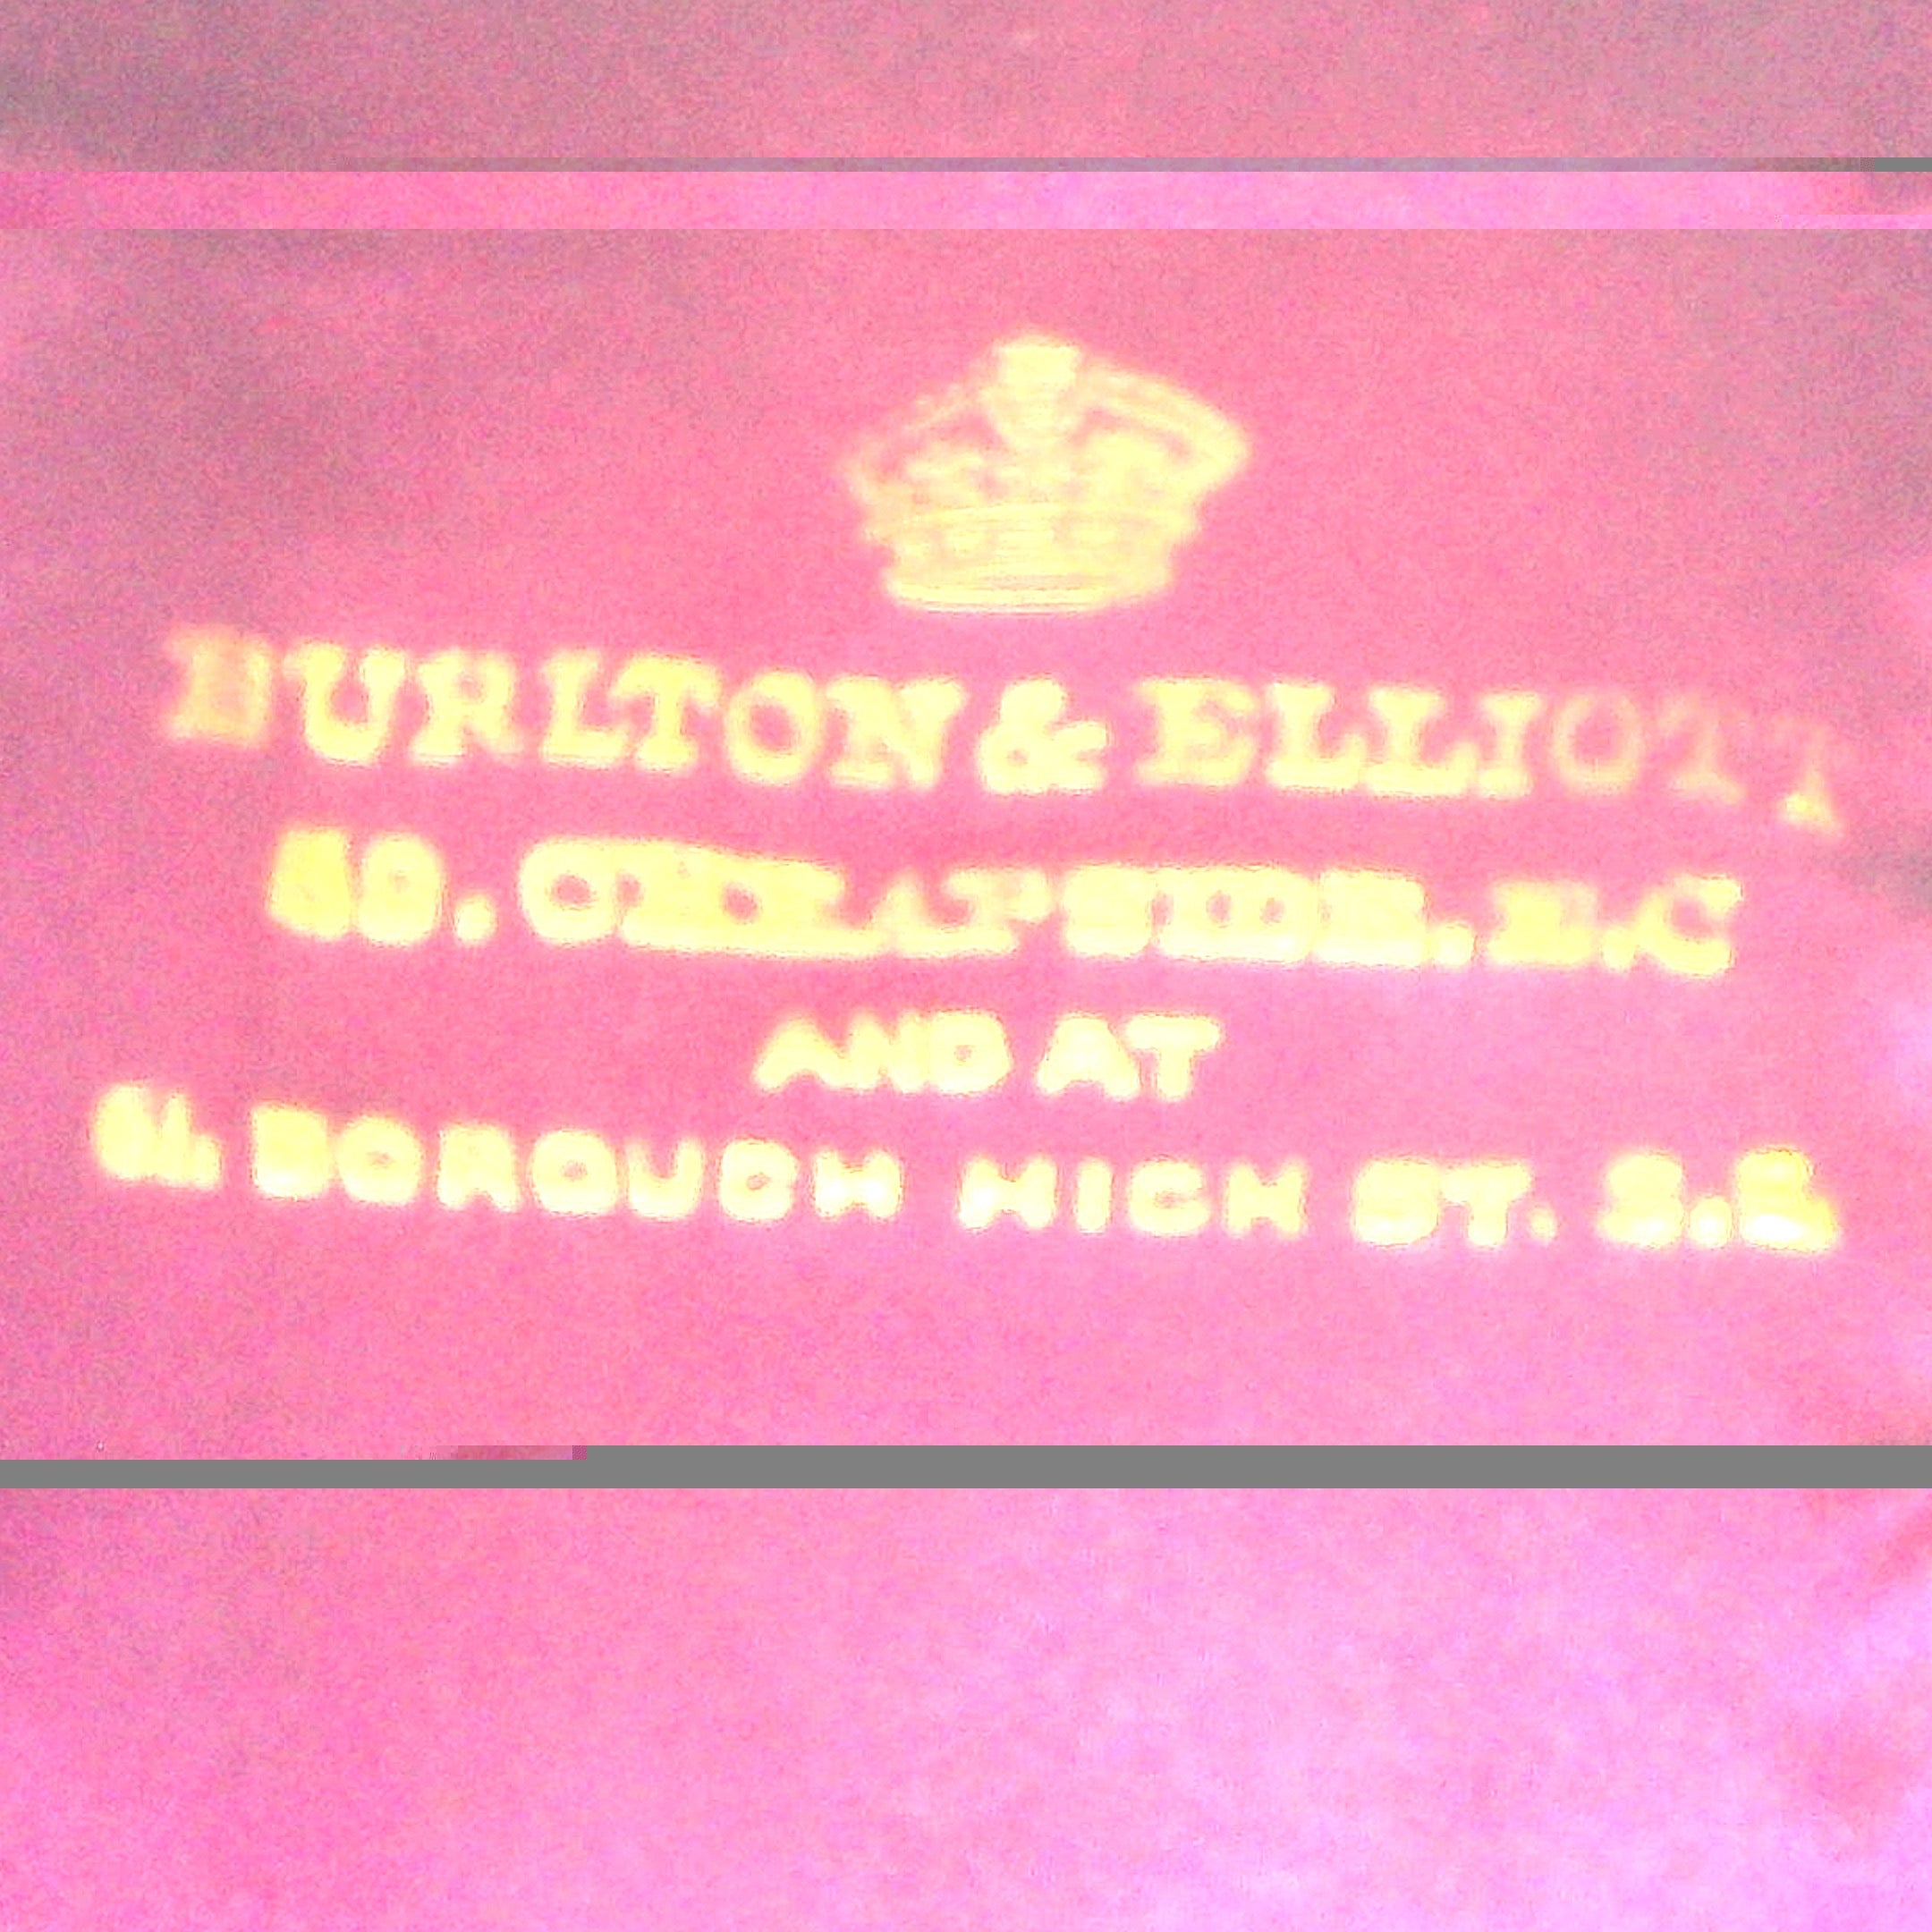 BURLTON & ELLIOTT
CHEAPSIDE. E.C
AND AT
BOROUGH HIGH ST. S.E